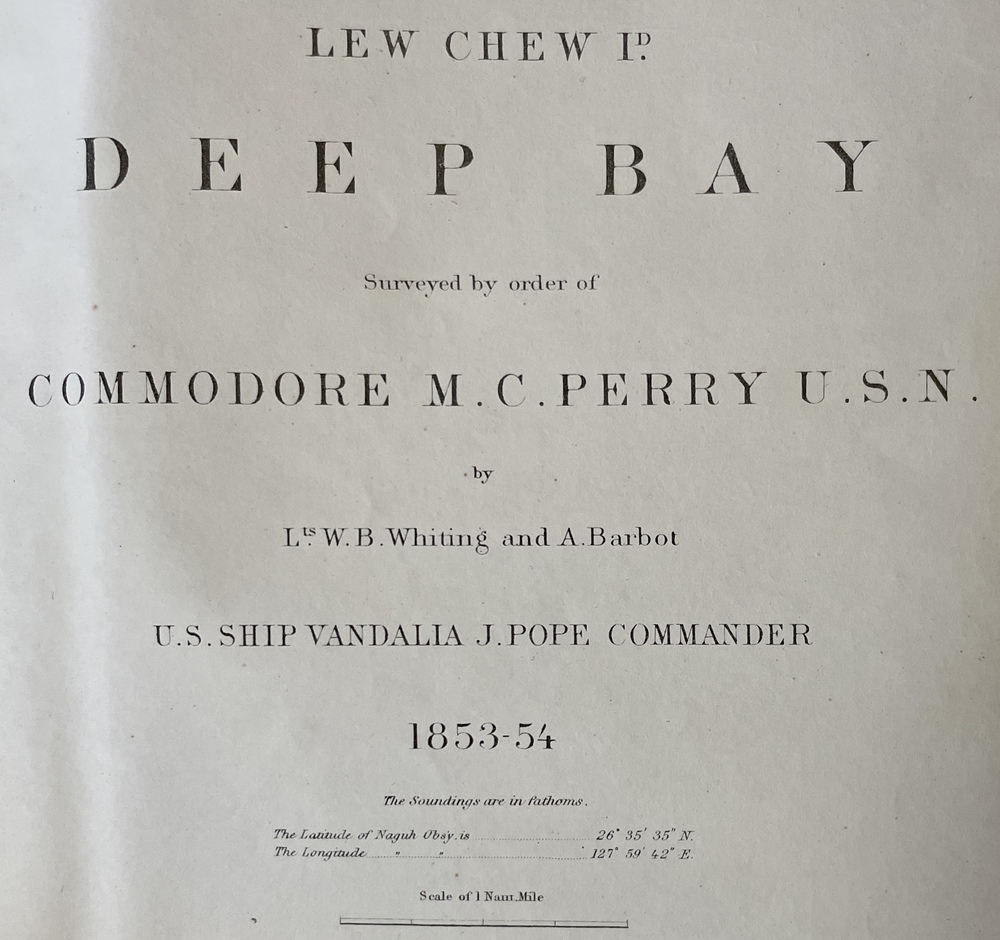 LEW CHEW Iᴰ.
DEEP BAY
Surveyed by order of
COMMODORE M.C.PERRY U.S.N.
by
Lᵗˢ. W.B.Whiting and A.Barbot
U.S.SHIP VANDALIA J.POPE COMMANDER
1853-54
The Soundings are in fathoms.
The Latitude of Naguh Obsy. is ........ 26° 35' 35" N.
The Longitude .... " .... " ........ 127° 59' 42" E.
Scale of 1 Naut.Mile